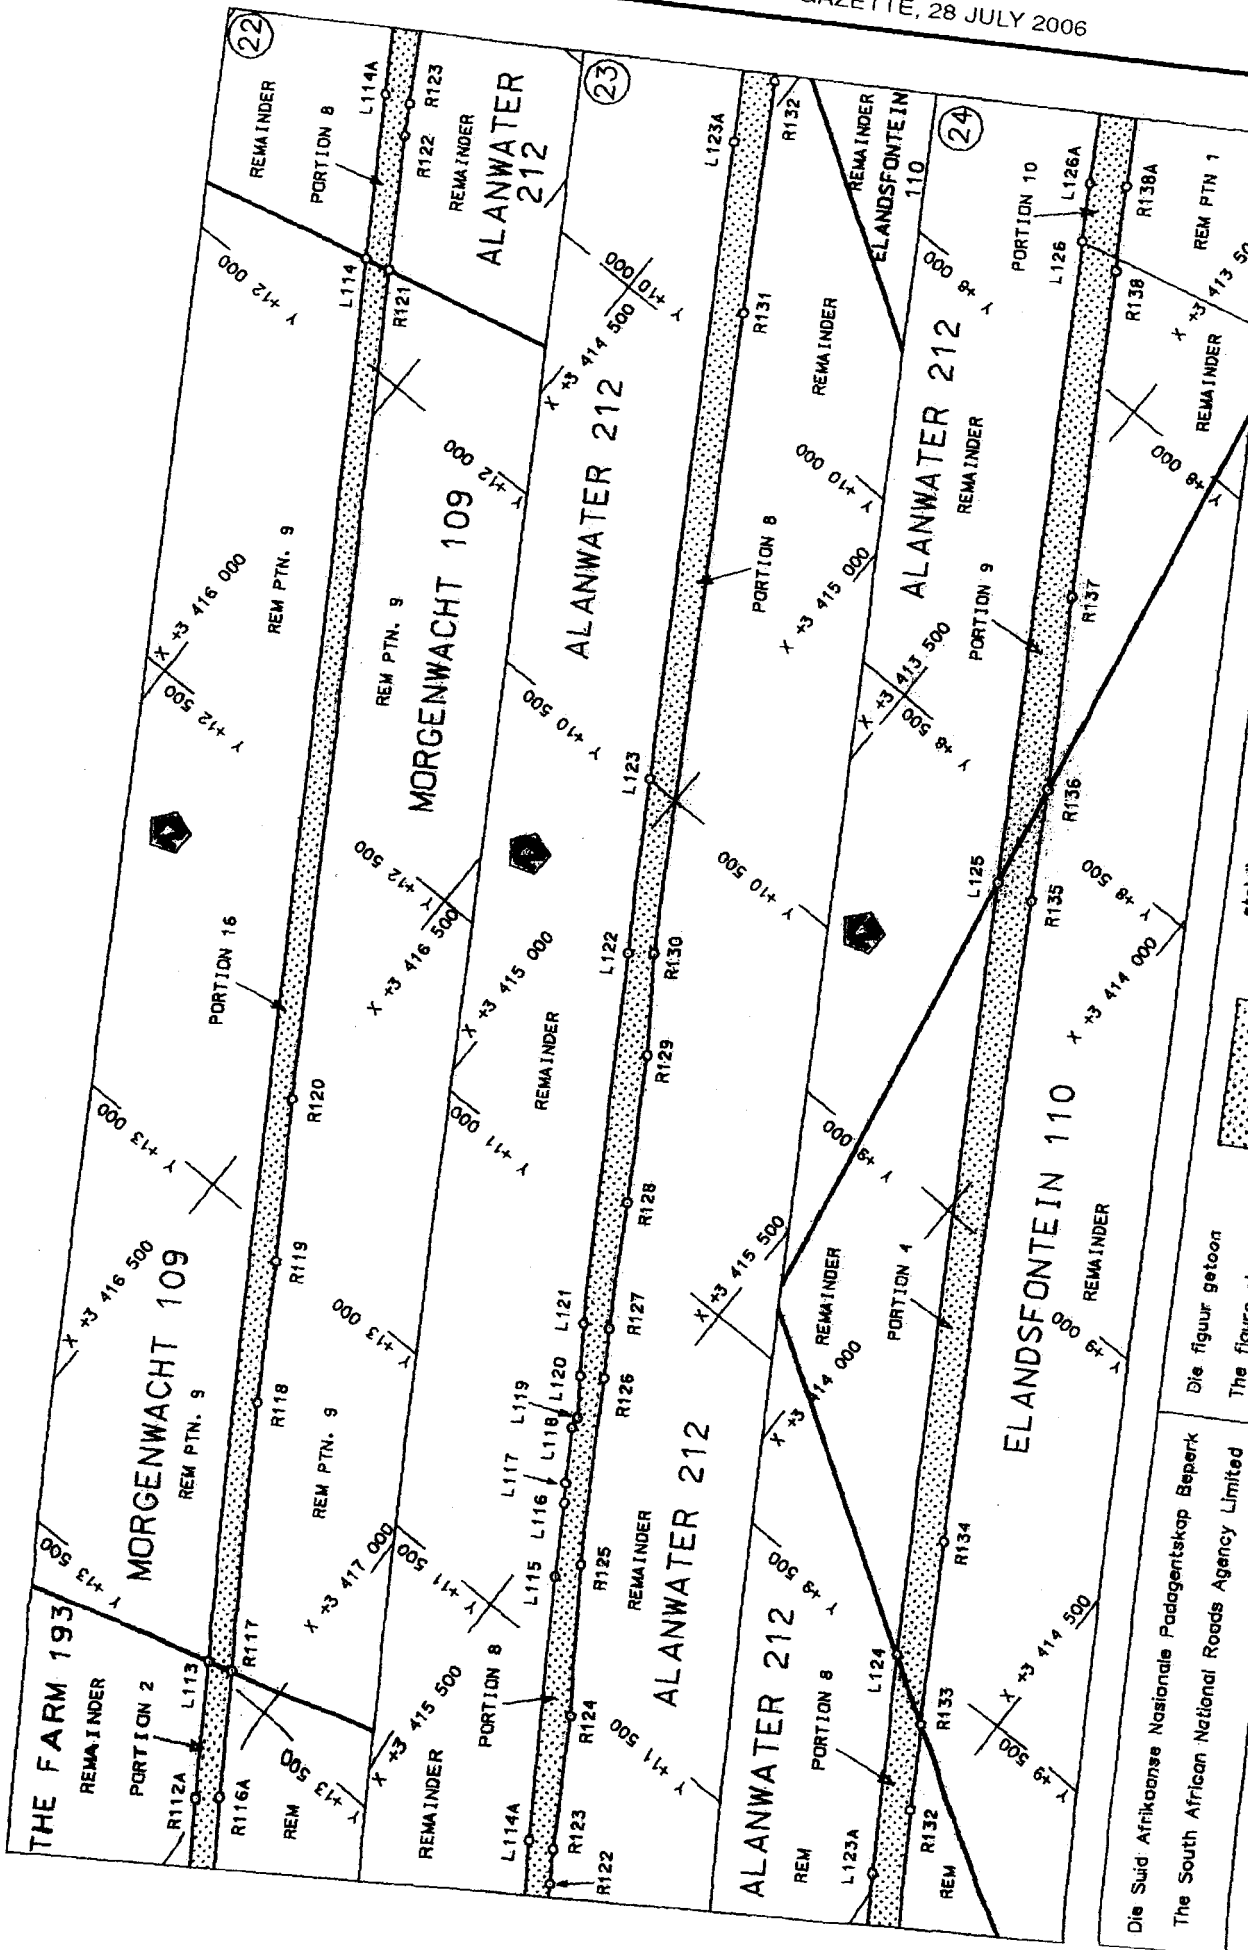 GAZETTE, 28 JULY 2006
22
THE FARM 193
REMAINDER
PORTION 2
R112A
L113
R116A
R117
REM
Y +13 500
Y +13 500
MORGENWACHT 109
REM PTN. 9
X +3 416 500
REM PTN. 9
X +3 417 000
R118
R119
R120
Y +13 000
Y +13 000
PORTION 16
Y +12 500
X +3 416 000
REM PTN. 9
Y +12 500
X +3 416 500
REM PTN. 9
MORGENWACHT 109
Y +12 000
Y +12 000
L114
R121
REMAINDER
PORTION 8
L114A
R122
R123
REMAINDER
ALANWATER
212
23
X +3 415 500
REMAINDER
PORTION 8
L114A
R122
R123
R124
Y +11 500
Y +11 500
L115
L116
L117
L118
L119
L120
L121
R125
R126
R127
R128
R129
R130
L122
L123
REMAINDER
ALANWATER 212
X +3 415 500
Y +11 000
REMAINDER
X +3 415 000
Y +10 500
Y +10 500
ALANWATER 212
X +3 414 500
Y +10 000
Y +10 000
PORTION 8
X +3 415 000
REMAINDER
R131
L123A
R132
REMAINDER
ELANDSFONTEIN
110
24
ALANWATER 212
REM
PORTION 8
L123A
R132
REM
R133
L124
Y +9 500
Y +9 500
X +3 414 500
X +3 414 000
REMAINDER
PORTION 4
R134
Y +9 000
Y +9 000
ELANDSFONTEIN 110
REMAINDER
X +3 414 000
L125
R135
R136
R137
Y +8 500
Y +8 500
X +3 413 500
PORTION 9
ALANWATER 212
REMAINDER
Y +8 000
Y +8 000
REMAINDER
X +3 413 50
PORTION 10
L126
L126A
R138
R138A
REM PTN 1
Die Suid Afrikaanse Nasionale Padagentskap Beperk
The South African National Roads Agency Limited
Die figuur getoon
The